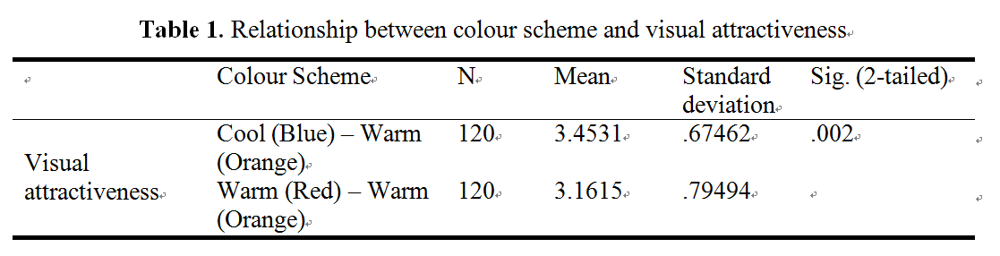 Table 1. Relationship between colour scheme and visual attractiveness
Colour Scheme N Mean Standard deviation Sig. (2-tailed)
Visual attractiveness
Cool (Blue) – Warm (Orange) 120 3.4531 .67462 .002
Warm (Red) – Warm (Orange) 120 3.1615 .79494